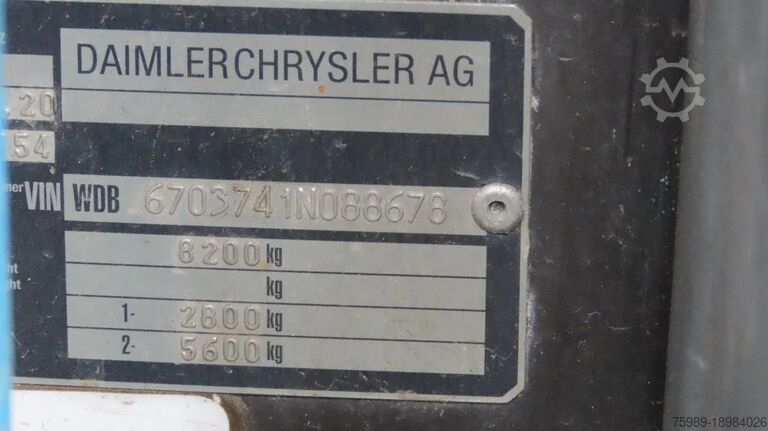 DAIMLERCHRYSLER AG
20
54
VIN WDB 6703741N088678
8200 kg
kg
1- 2800 kg
2- 5600 kg
75989-18984026